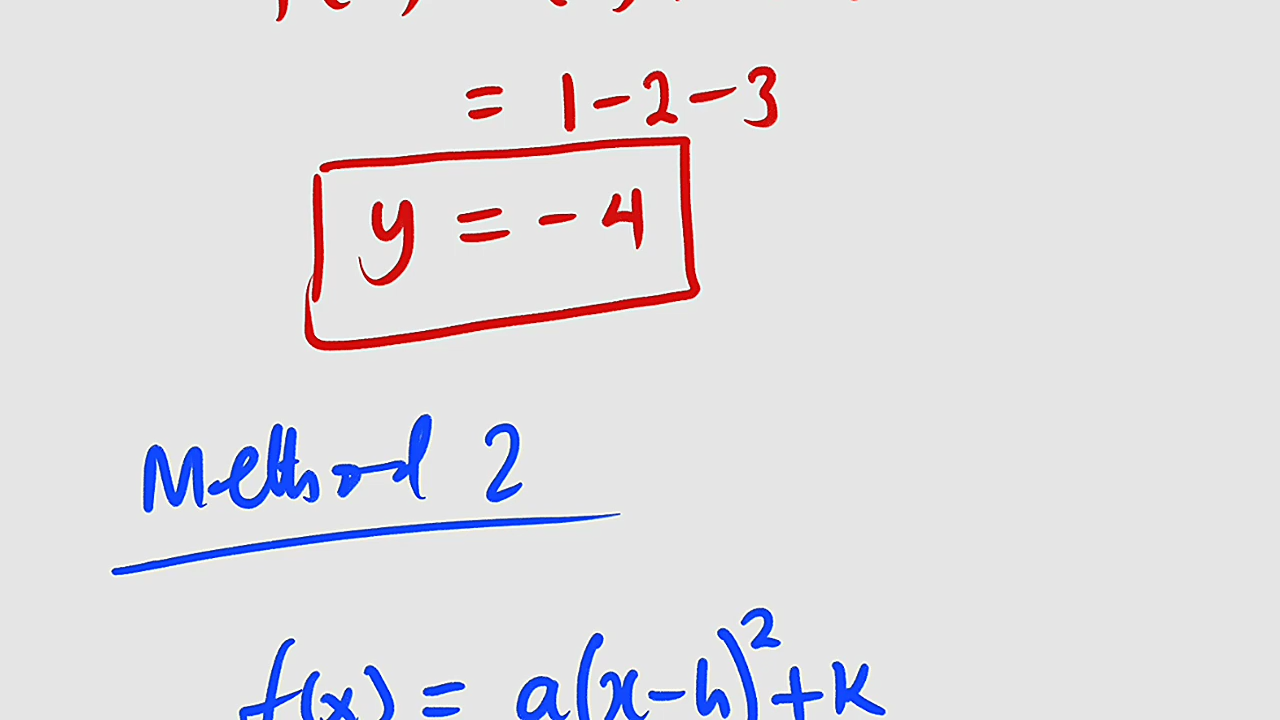 = 1-2-3
y = -4
Method 2
f(x) = a(x-h)²+k